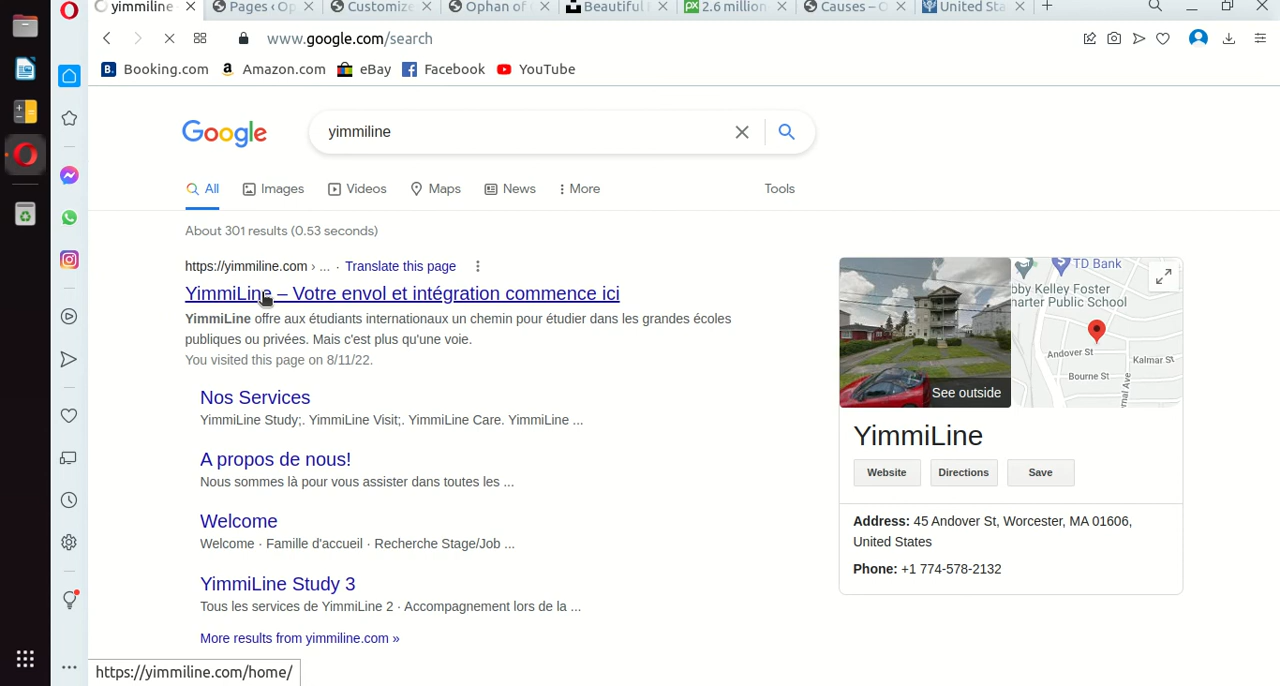 yimmiline
Pages ‹ Op
Customize
Ophan of
Beautiful
2.6 million
Causes – O
United Sta
www.google.com/search
B. Booking.com
a Amazon.com
eBay
Facebook
YouTube
Google
yimmiline
All
Images
Videos
Maps
News
More
Tools
About 301 results (0.53 seconds)
https://yimmiline.com › ... · Translate this page
YimmiLine – Votre envol et intégration commence ici
YimmiLine offre aux étudiants internationaux un chemin pour étudier dans les grandes écoles
publiques ou privées. Mais c'est plus qu'une voie.
You visited this page on 8/11/22.
Nos Services
YimmiLine Study;. YimmiLine Visit;. YimmiLine Care. YimmiLine ...
A propos de nous!
Nous sommes là pour vous assister dans toutes les ...
Welcome
Welcome · Famille d'accueil · Recherche Stage/Job ...
YimmiLine Study 3
Tous les services de YimmiLine 2 · Accompagnement lors de la ...
More results from yimmiline.com »
https://yimmiline.com/home/
See outside
TD Bank
bby Kelley Foster
harter Public School
Andover St
Kalmar St
Bourne St
rnal Ave
YimmiLine
Website
Directions
Save
Address: 45 Andover St, Worcester, MA 01606,
United States
Phone: +1 774-578-2132